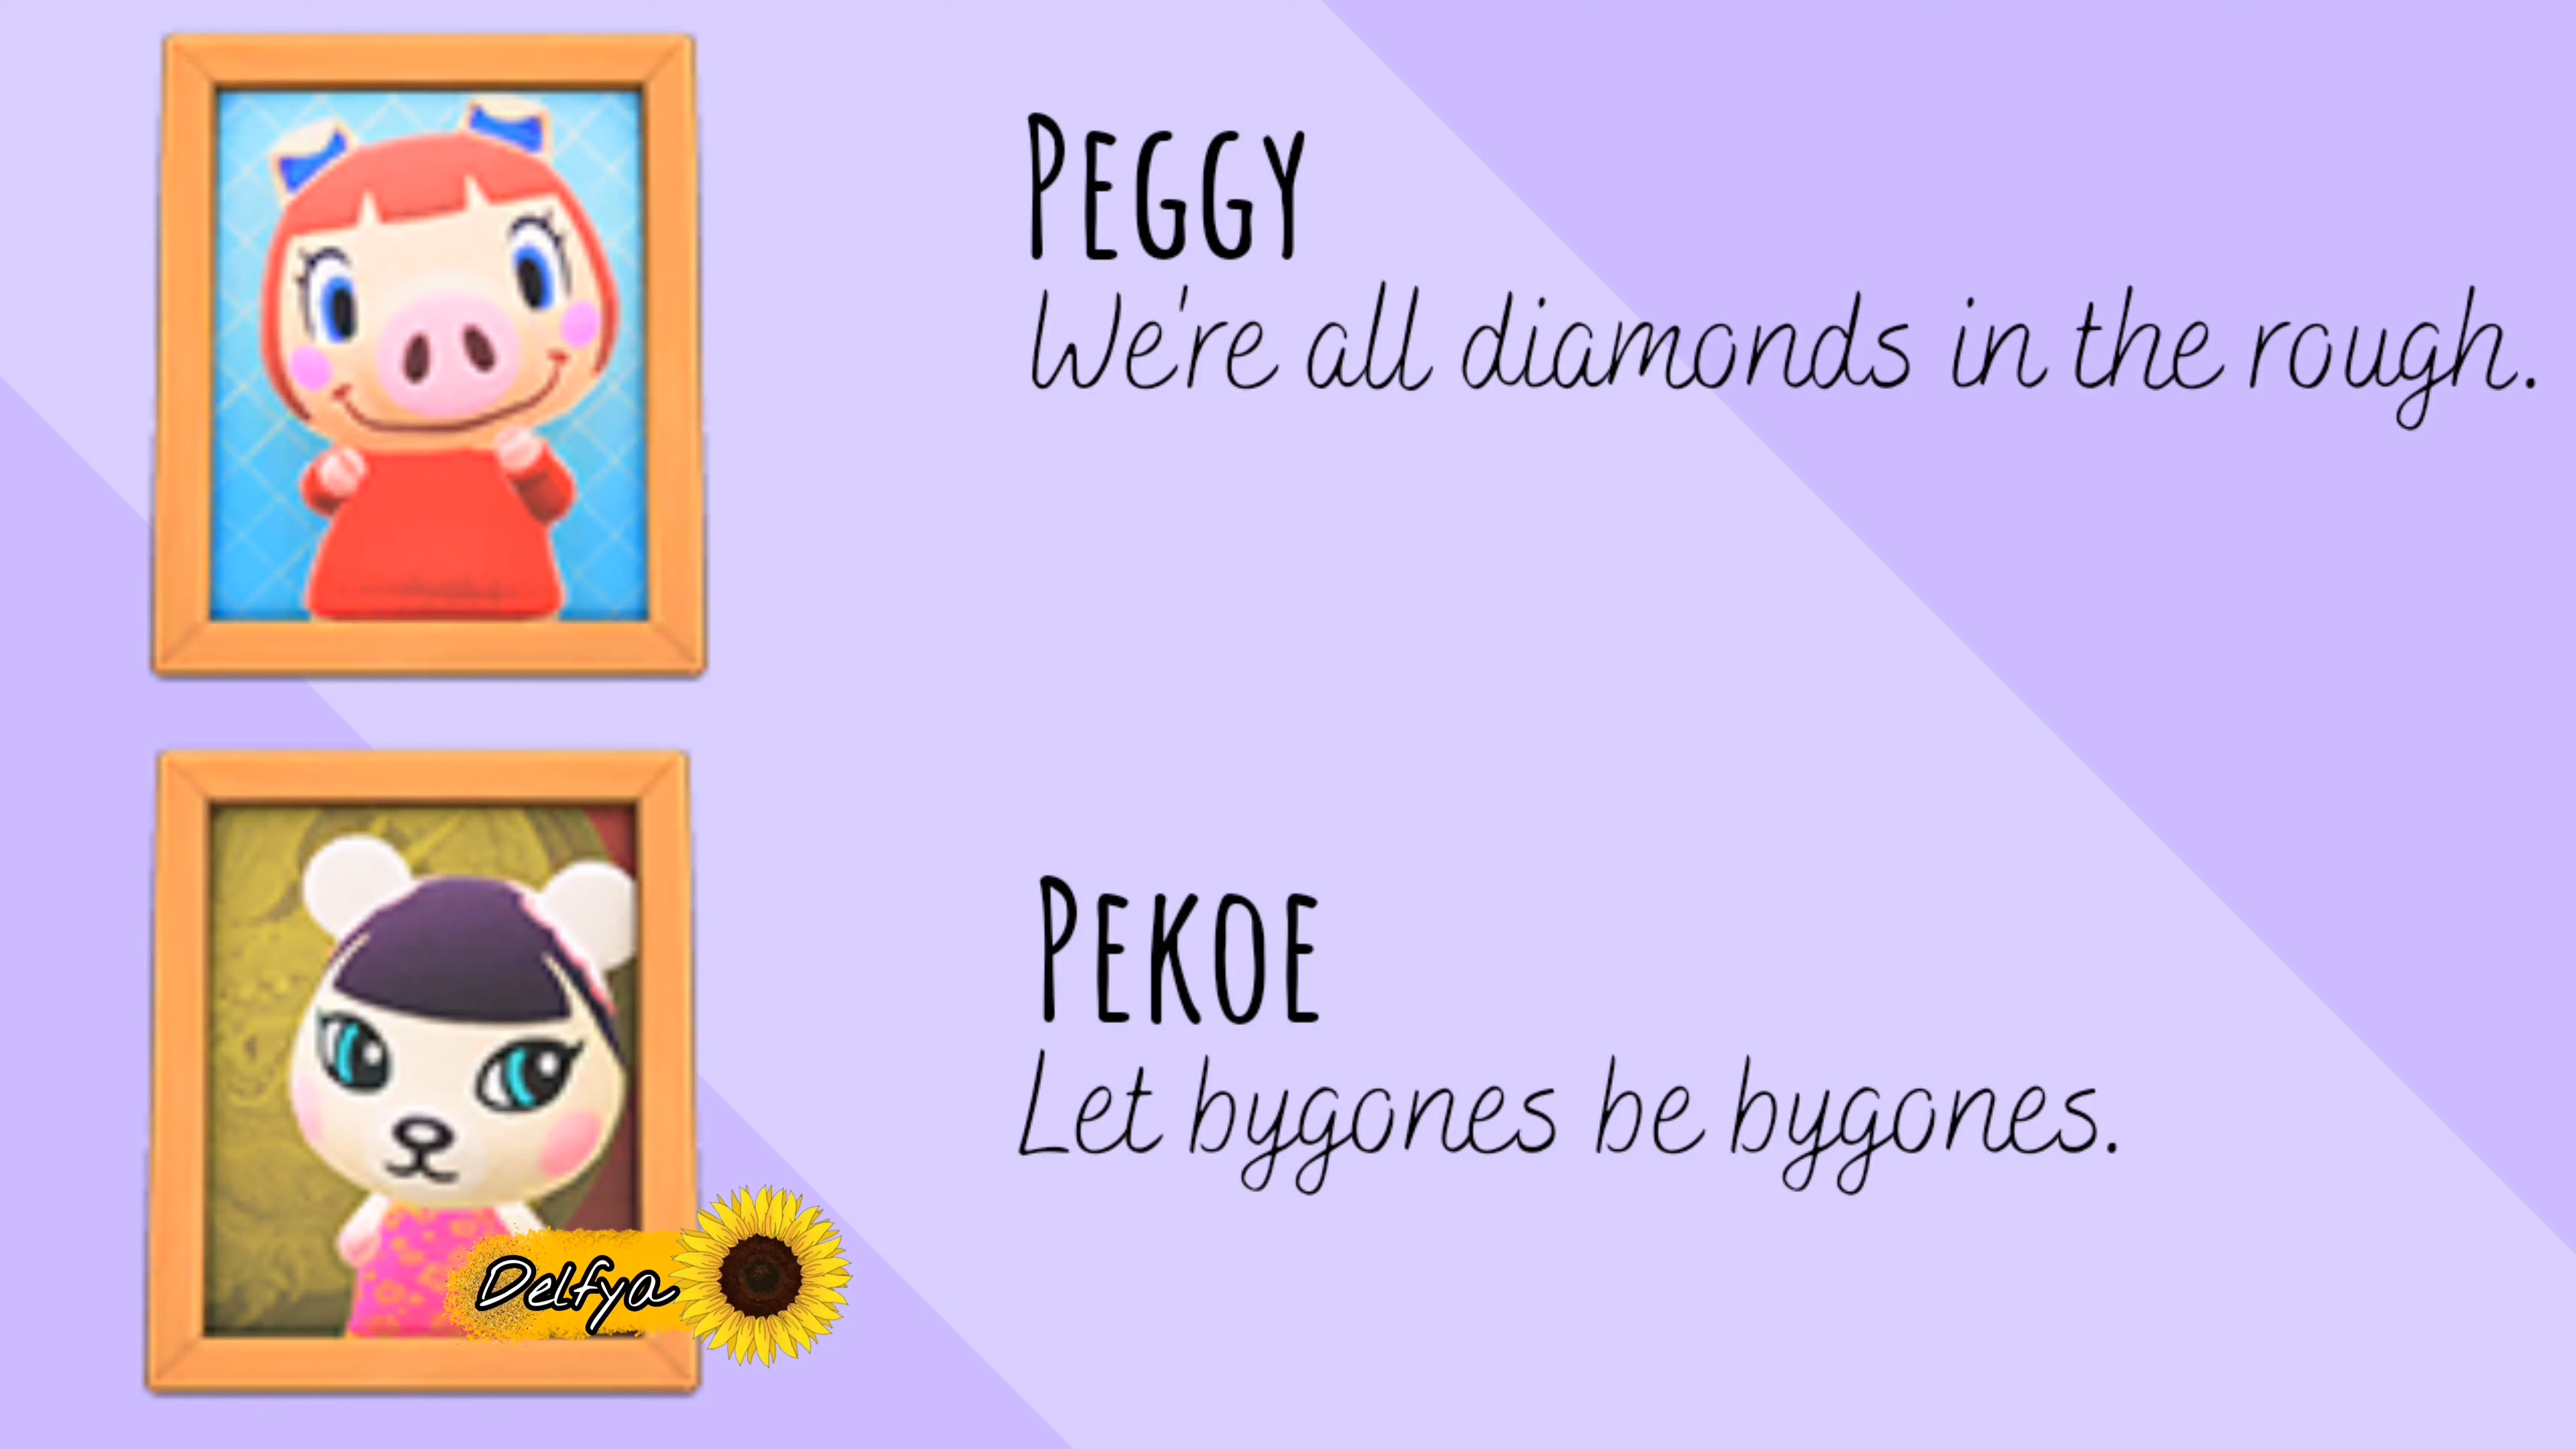 Peggy
We're all diamonds in the rough.
Pekoe
Let bygones be bygones.
Delfya